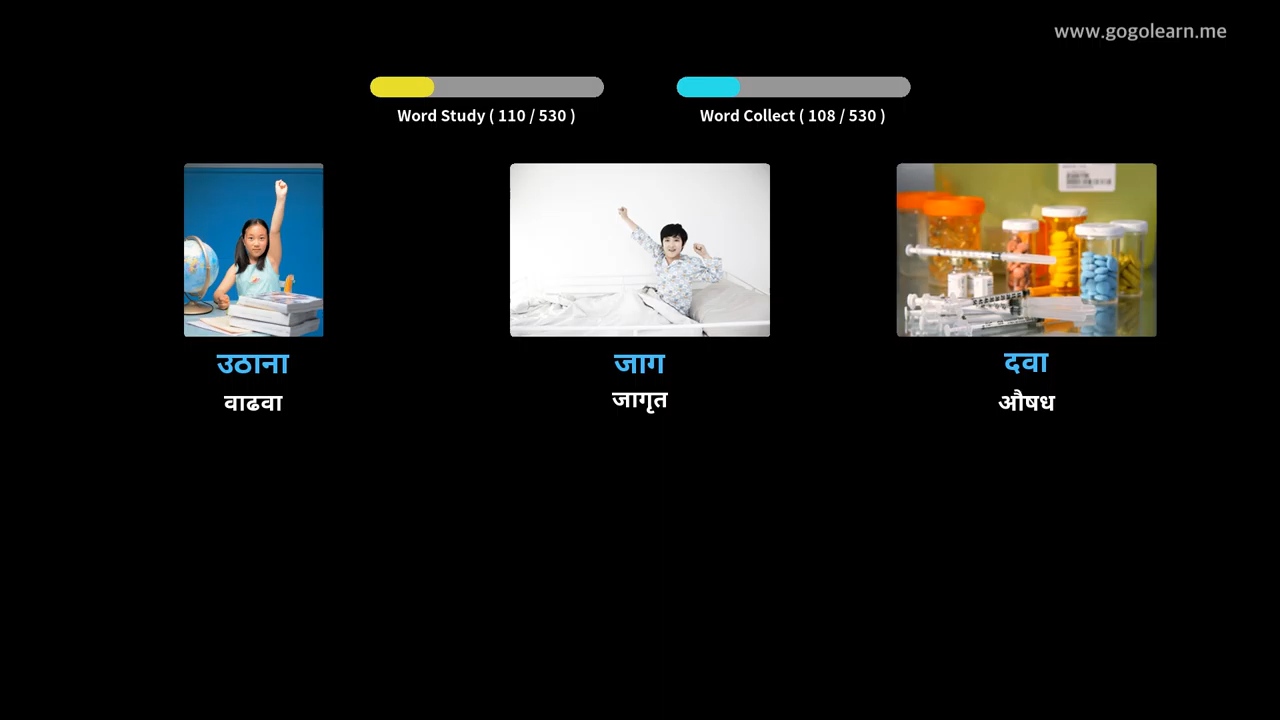 www.gogolearn.me
Word Study ( 110 / 530 )
Word Collect ( 108 / 530 )
उठाना
जाग
दवा
वाढवा
जागृत
औषध